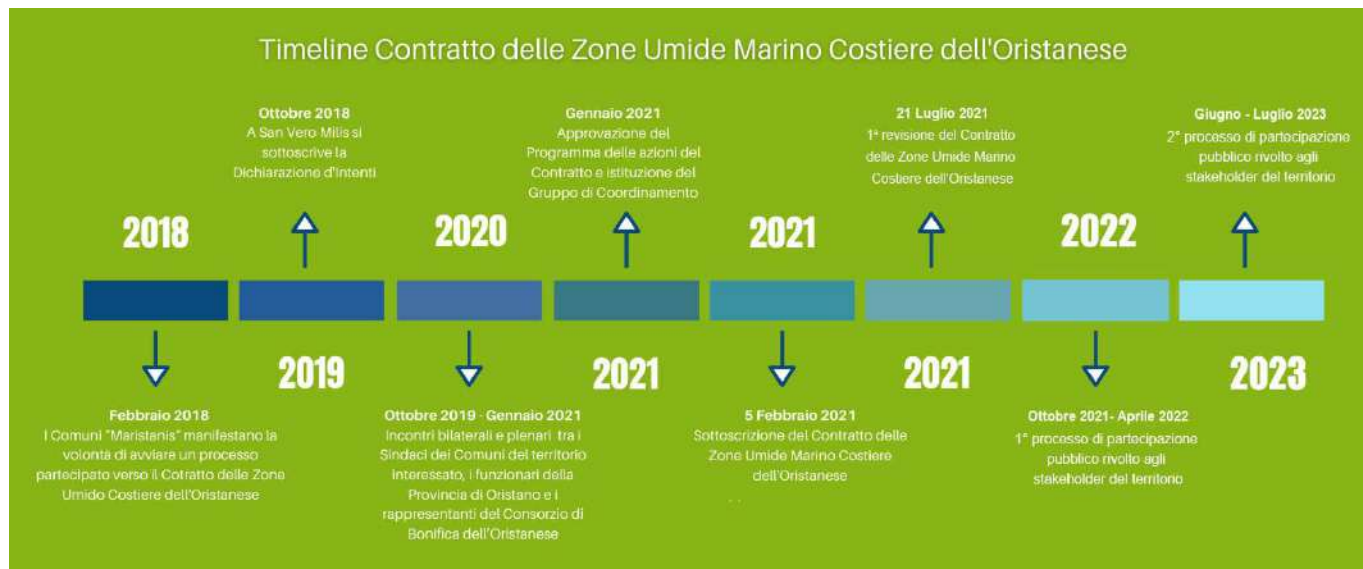 Timeline Contratto delle Zone Umide Marino Costiere dell'Oristanese
2018
Febbraio 2018
I Comuni "Maristanis" manifestano la
volontà di avviare un processo
partecipato verso il Cotratto delle Zone
Umido Costiere dell'Oristanese
Ottobre 2018
A San Vero Milis si
sottoscrive la
Dichiarazione d'Intenti
2019
2020
Ottobre 2019 - Gennaio 2021
Incontri bilaterali e plenari tra i
Sindaci dei Comuni del territorio
interessato, i funzionari della
Provincia di Oristano e i
rappresentanti del Consorzio di
Bonifica dell'Oristanese
Gennaio 2021
Approvazione del
Programma delle azioni del
Contratto e istituzione del
Gruppo di Coordinamento
2021
2021
5 Febbraio 2021
Sottoscrizione del Contratto delle
Zone Umide Marino Costiere
dell'Oristanese
21 Luglio 2021
1ª revisione del Contratto
delle Zone Umide Marino
Costiere dell'Oristanese
2021
2022
Ottobre 2021- Aprile 2022
1° processo di partecipazione
pubblico rivolto agli
stakeholder del territorio
Giugno - Luglio 2023
2° processo di partecipazione
pubblico rivolto agli
stakeholder del territorio
2023